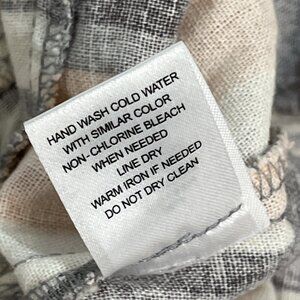 HAND WASH COLD WATER
WITH SIMILAR COLOR
NON-CHLORINE BLEACH
WHEN NEEDED
LINE DRY
WARM IRON IF NEEDED
DO NOT DRY CLEAN